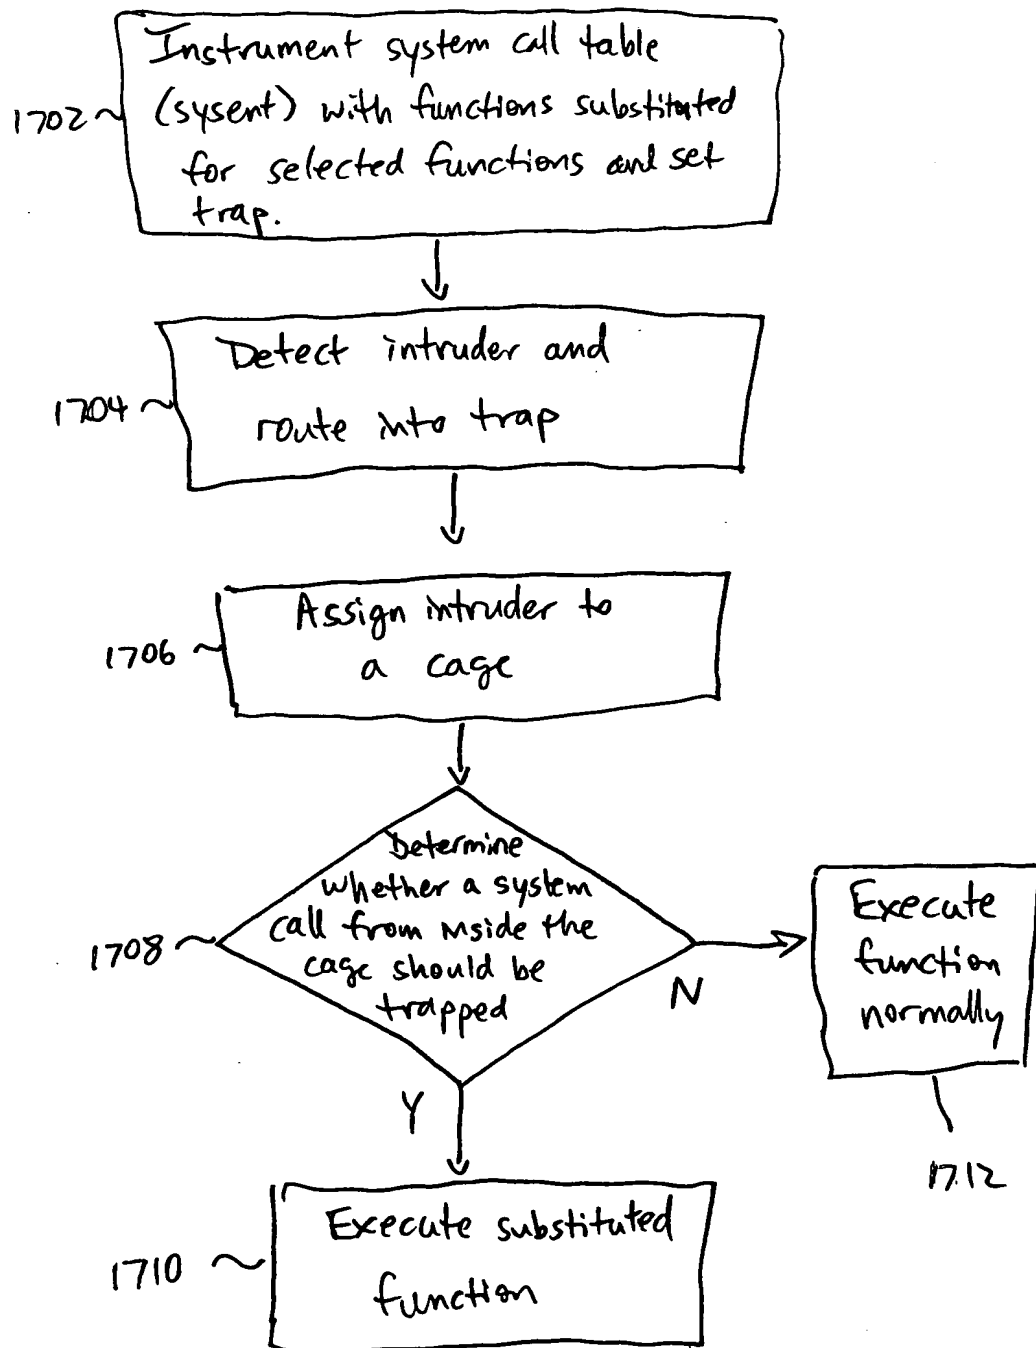 Instrument system call table
1702
(sysent) with functions substituted
for selected functions and set
trap.
Detect intruder and
1704
route into trap
Assign intruder to
1706
a cage
Determine
whether a system
call from inside the
1708
cage should be
trapped
N
Execute
function
normally
1712
Y
Execute substituted
1710
function